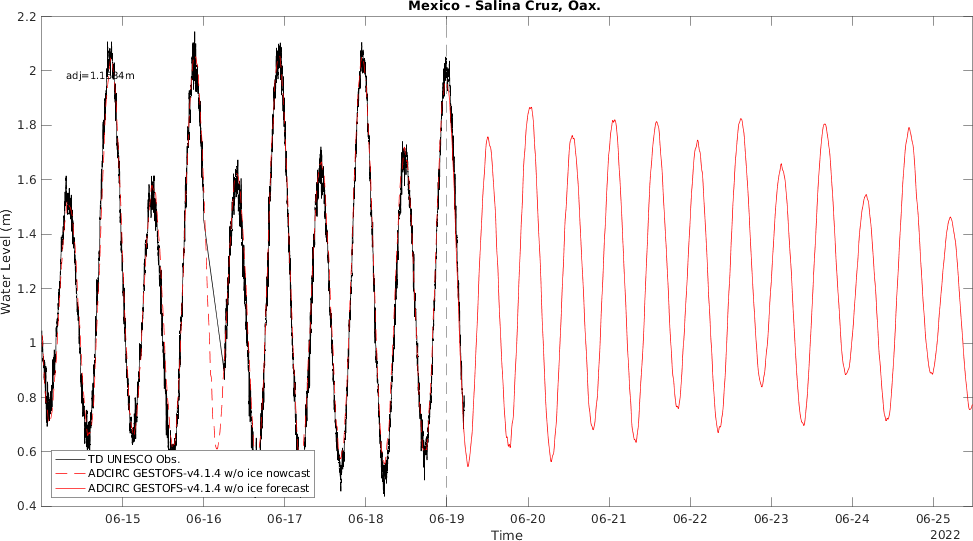 Mexico - Salina Cruz, Oax.
2.2
2
1.8
1.6
1.4
1.2
1
0.8
0.6
0.4
Water Level (m)
TD UNESCO Obs.
ADCIRC GESTOFS-v4.1.4 w/o ice nowcast
ADCIRC GESTOFS-v4.1.4 w/o ice forecast
06-15 06-16 06-17 06-18 06-19 06-20 06-21 06-22 06-23 06-24 06-25
Time
2022